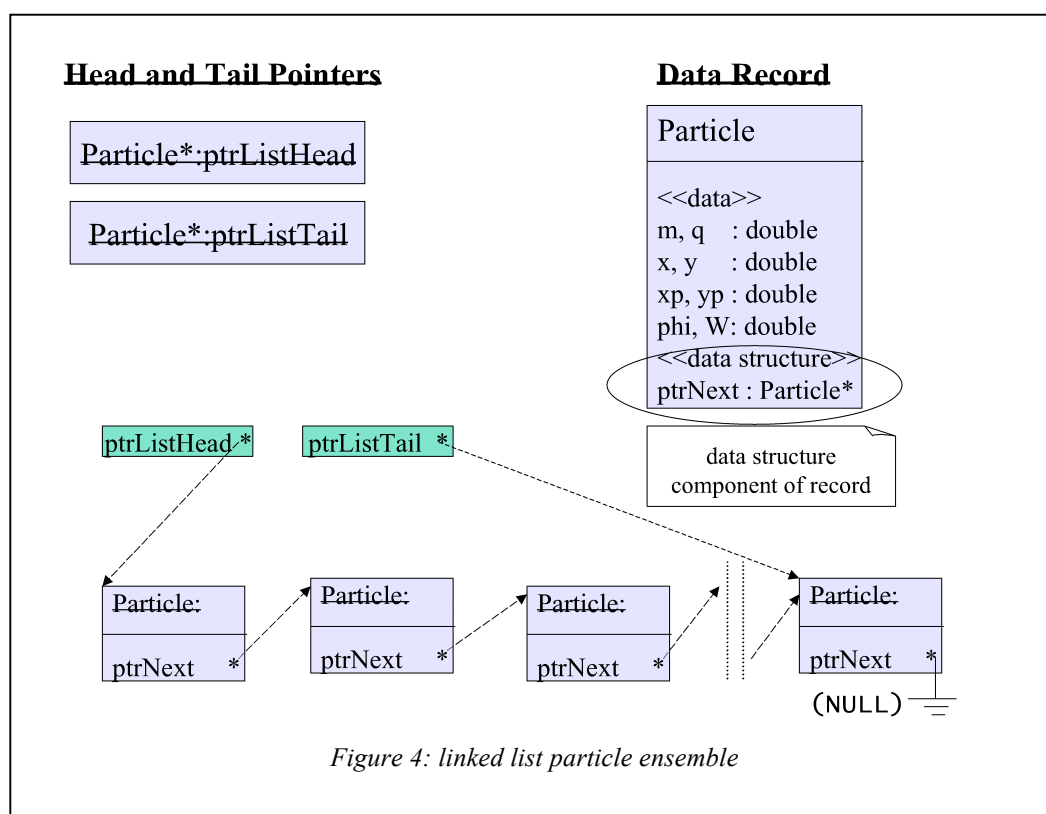 Head and Tail Pointers
Particle*:ptrListHead
Particle*:ptrListTail
Data Record
Particle
<<data>>
m, q : double
x, y : double
xp, yp : double
phi, W: double
<<data structure>>
ptrNext : Particle*
data structure
component of record
ptrListHead *
ptrListTail *
Particle:
ptrNext *
Particle:
ptrNext *
Particle:
ptrNext *
Particle:
ptrNext *
(NULL)
Figure 4: linked list particle ensemble